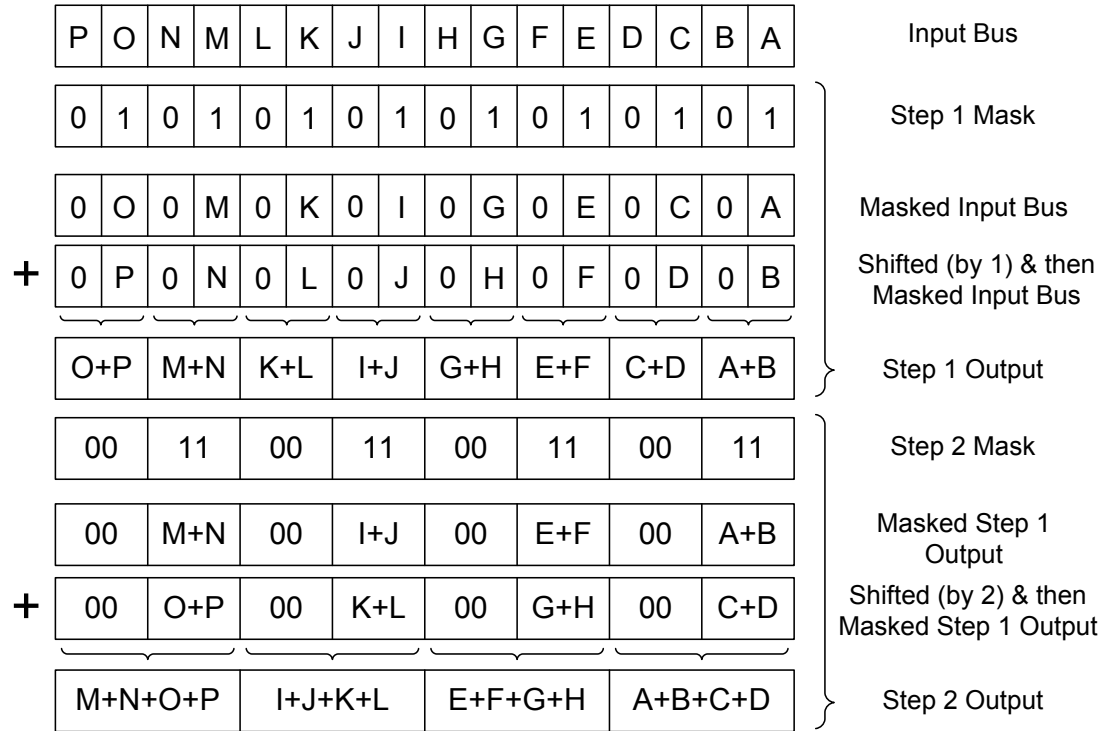 P O N M L K J I H G F E D C B A Input Bus
0 1 0 1 0 1 0 1 0 1 0 1 0 1 0 1 Step 1 Mask
0 O 0 M 0 K 0 I 0 G 0 E 0 C 0 A Masked Input Bus
+ 0 P 0 N 0 L 0 J 0 H 0 F 0 D 0 B Shifted (by 1) & then
Masked Input Bus
O+P M+N K+L I+J G+H E+F C+D A+B Step 1 Output
00 11 00 11 00 11 00 11 Step 2 Mask
00 M+N 00 I+J 00 E+F 00 A+B Masked Step 1
Output
+ 00 O+P 00 K+L 00 G+H 00 C+D Shifted (by 2) & then
Masked Step 1 Output
M+N+O+P I+J+K+L E+F+G+H A+B+C+D Step 2 Output